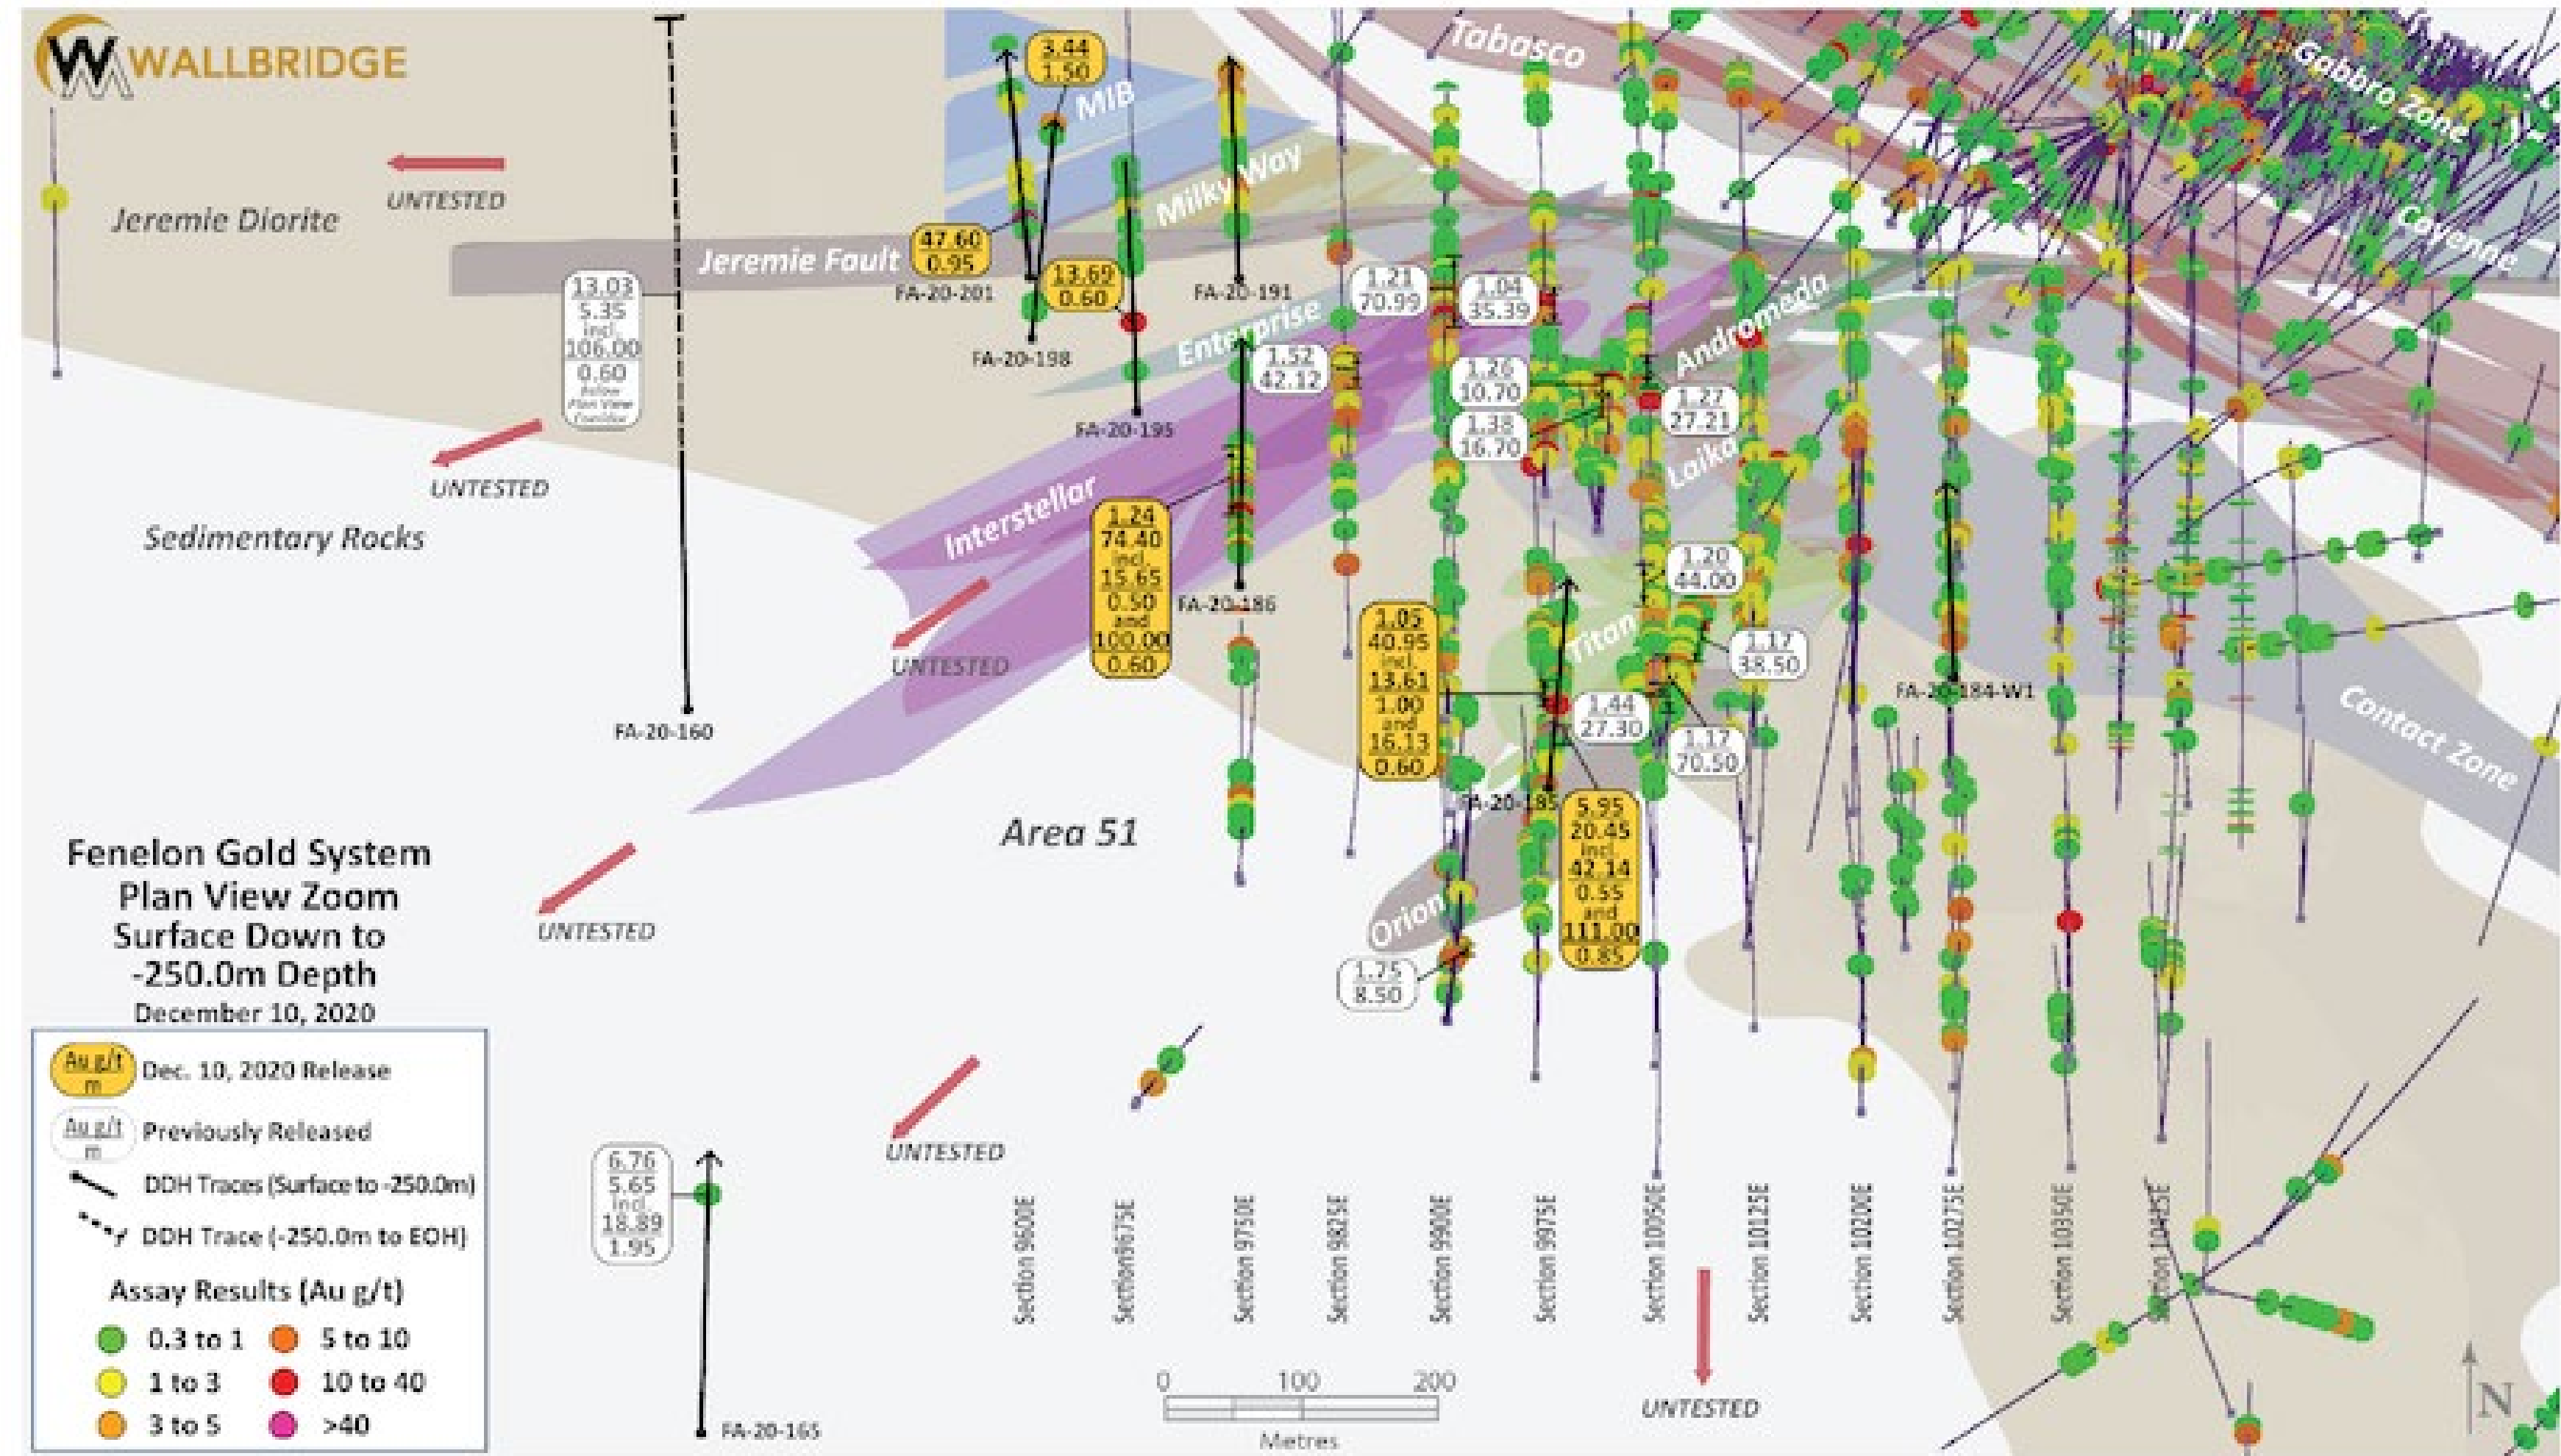 WALLBRIDGE
Tabasco
Gabbro Zone
3.44
1.50
MIB
Milky Way
UNTESTED
Jeremie Diorite
Cayenne
47.60
0.95
Jeremie Fault
13.69
0.60
FA-20-201
FA-20-191
13.03
5.35
incl.
106.00
0.60
Below
Plan View
Corridor
1.21
70.99
1.04
35.39
Andromeda
Enterprise
FA-20-198
1.52
42.12
1.26
10.70
1.27
27.21
FA-20-195
1.38
16.70
Laika
UNTESTED
Interstellar
Sedimentary Rocks
1.24
74.40
incl.
15.65
0.50
and
100.00
0.60
FA-20-186
1.20
44.00
Titan
1.17
38.50
UNTESTED
1.05
40.95
incl.
13.61
1.00
and
16.13
0.60
FA-20-184-W1
1.44
27.30
1.17
70.50
Contact Zone
FA-20-160
FA-20-185
5.95
20.45
incl.
42.14
0.55
and
111.00
0.85
Area 51
Orion
1.75
8.50
UNTESTED
Fenelon Gold System
Plan View Zoom
Surface Down to
-250.0m Depth
December 10, 2020
Au g/t
m
Dec. 10, 2020 Release
Au g/t
m
Previously Released
DDH Traces (Surface to -250.0m)
DDH Trace (-250.0m to EOH)
Assay Results (Au g/t)
0.3 to 1
5 to 10
1 to 3
10 to 40
3 to 5
>40
UNTESTED
6.76
5.65
incl.
18.89
1.95
FA-20-165
Section 9600E
Section9675E
Section 9750E
Section 9825E
Section 9900E
Section 9975E
Section 10050E
Section 10125E
Section 10200E
Section 10275E
Section 10350E
Section 10425E
0 100 200
Metres
UNTESTED
N